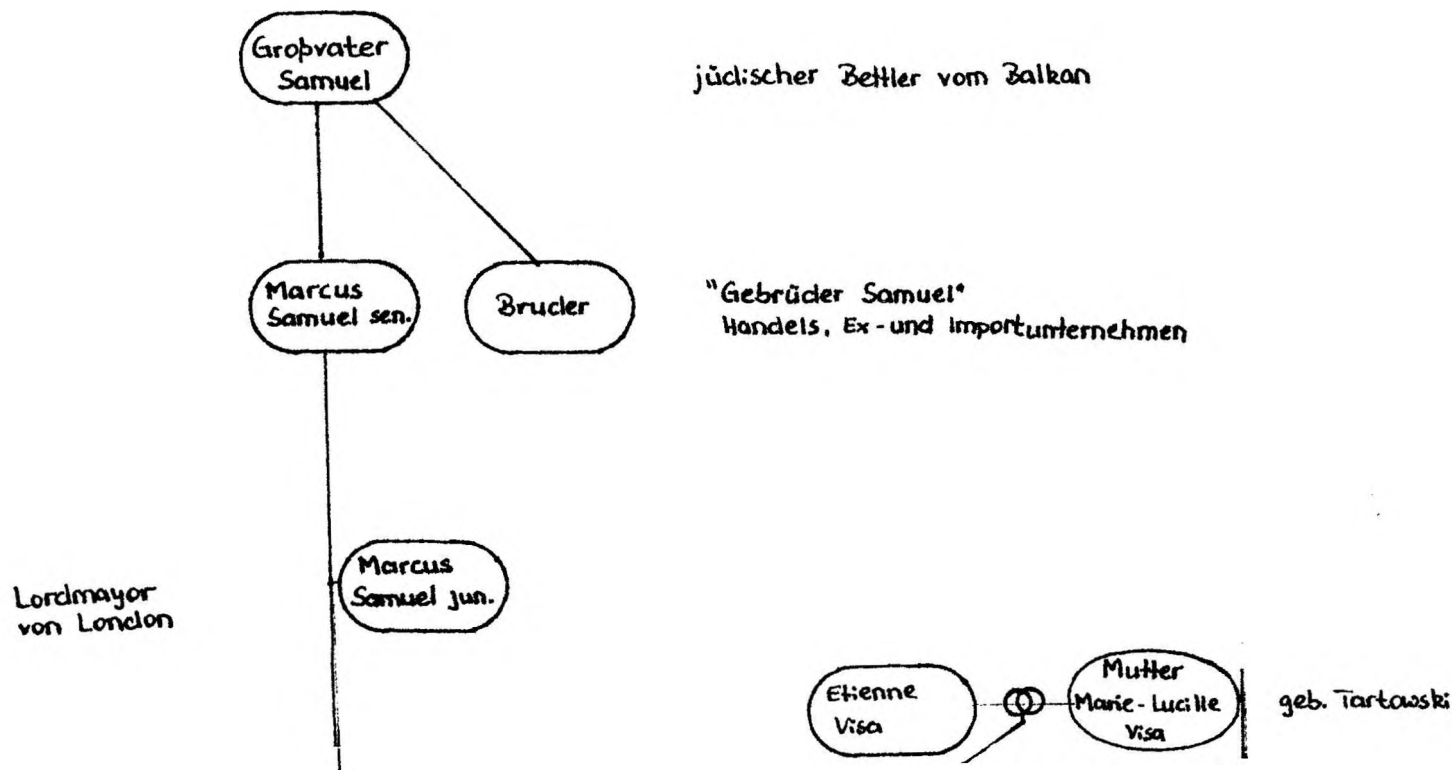 Großvater
Samuel
jüdischer Bettler vom Balkan
Marcus
Samuel sen.
Bruder
"Gebrüder Samuel"
Handels, Ex-und Importunternehmen
Marcus
Samuel jun.
Lordmayor
von London
Etienne
Visa
Mutter
Marie-Lucille
Visa
geb. Tartowski